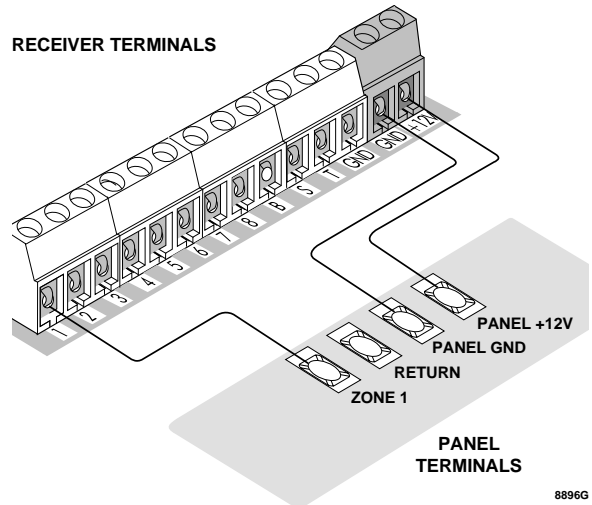 RECEIVER TERMINALS
1 2 3 4 5 6 7 8 B S T GND GND +12V
PANEL +12V
PANEL GND
RETURN
ZONE 1
PANEL
TERMINALS
8896G